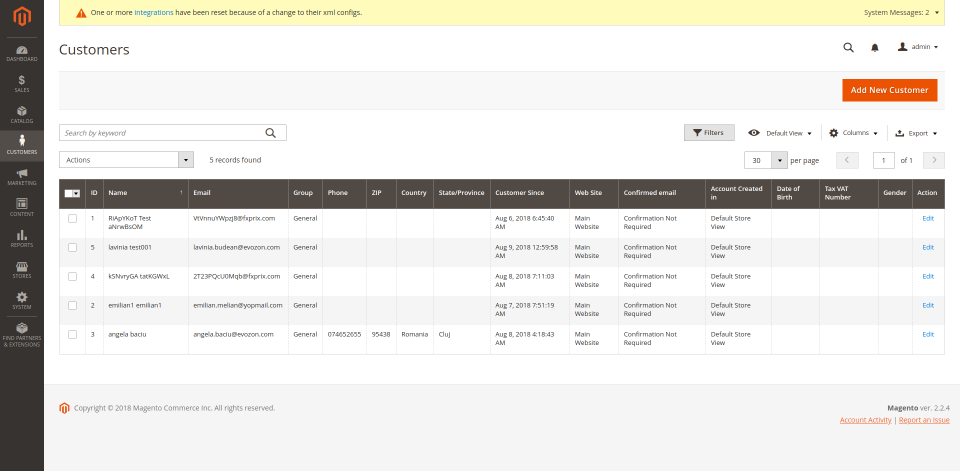 One or more integrations have been reset because of a change to their xml configs.
System Messages: 2
DASHBOARD
SALES
CATALOG
CUSTOMERS
MARKETING
CONTENT
REPORTS
STORES
SYSTEM
FIND PARTNERS
& EXTENSIONS
Customers
admin
Add New Customer
Search by keyword
Filters
Default View
Columns
Export
Actions
5 records found
30 per page
1 of 1
ID Name ↑ Email Group Phone ZIP Country State/Province Customer Since Web Site Confirmed email Account Created in Date of Birth Tax VAT Number Gender Action
1 RiApYKoT Test aNrwBsOM VtVnnuYWpzj8@fxprix.com General Aug 6, 2018 6:45:40 AM Main Website Confirmation Not Required Default Store View Edit
5 lavinia test001 lavinia.budean@evozon.com General Aug 9, 2018 12:59:58 AM Main Website Confirmation Not Required Default Store View Edit
4 kSNvryGA tatKGWxL 2T23PQcU0Mqb@fxprix.com General Aug 8, 2018 7:11:03 AM Main Website Confirmation Not Required Default Store View Edit
2 emilian1 emilian1 emilian.melian@yopmail.com General Aug 7, 2018 7:51:19 AM Main Website Confirmation Not Required Default Store View Edit
3 angela baciu angela.baciu@evozon.com General 074652655 95438 Romania Cluj Aug 8, 2018 4:18:43 AM Main Website Confirmation Not Required Default Store View Edit
Copyright © 2018 Magento Commerce Inc. All rights reserved.
Magento ver. 2.2.4
Account Activity | Report an Issue